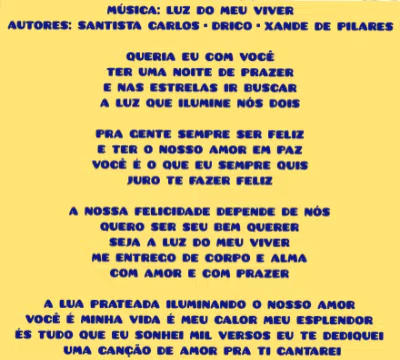 MÚSICA: LUZ DO MEU VIVER
AUTORES: SANTISTA CARLOS • DRICO • XANDE DE PILARES
QUERIA EU COM VOCÊ
TER UMA NOITE DE PRAZER
E NAS ESTRELAS IR BUSCAR
A LUZ QUE ILUMINE NÓS DOIS
PRA GENTE SEMPRE SER FELIZ
E TER O NOSSO AMOR EM PAZ
VOCÊ É O QUE EU SEMPRE QUIS
JURO TE FAZER FELIZ
A NOSSA FELICIDADE DEPENDE DE NÓS
QUERO SER SEU BEM QUERER
SEJA A LUZ DO MEU VIVER
ME ENTREGO DE CORPO E ALMA
COM AMOR E COM PRAZER
A LUA PRATEADA ILUMINANDO O NOSSO AMOR
VOCÊ É MINHA VIDA É MEU CALOR MEU ESPLENDOR
ÉS TUDO QUE EU SONHEI MIL VERSOS EU TE DEDIQUEI
UMA CANÇÃO DE AMOR PRA TI CANTAREI